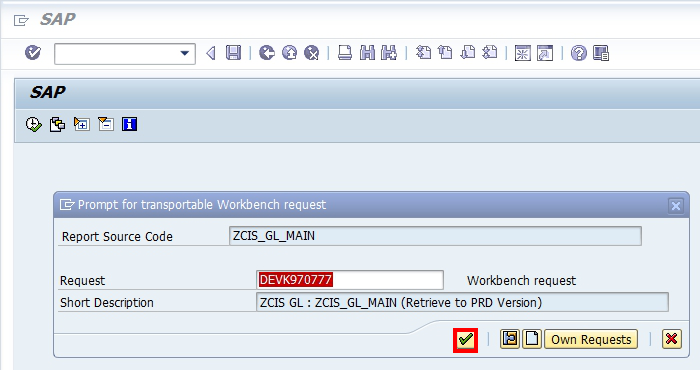 SAP
SAP
Prompt for transportable Workbench request
Report Source Code ZCIS_GL_MAIN
Request DEVK970777 Workbench request
Short Description ZCIS GL : ZCIS_GL_MAIN (Retrieve to PRD Version)
Own Requests